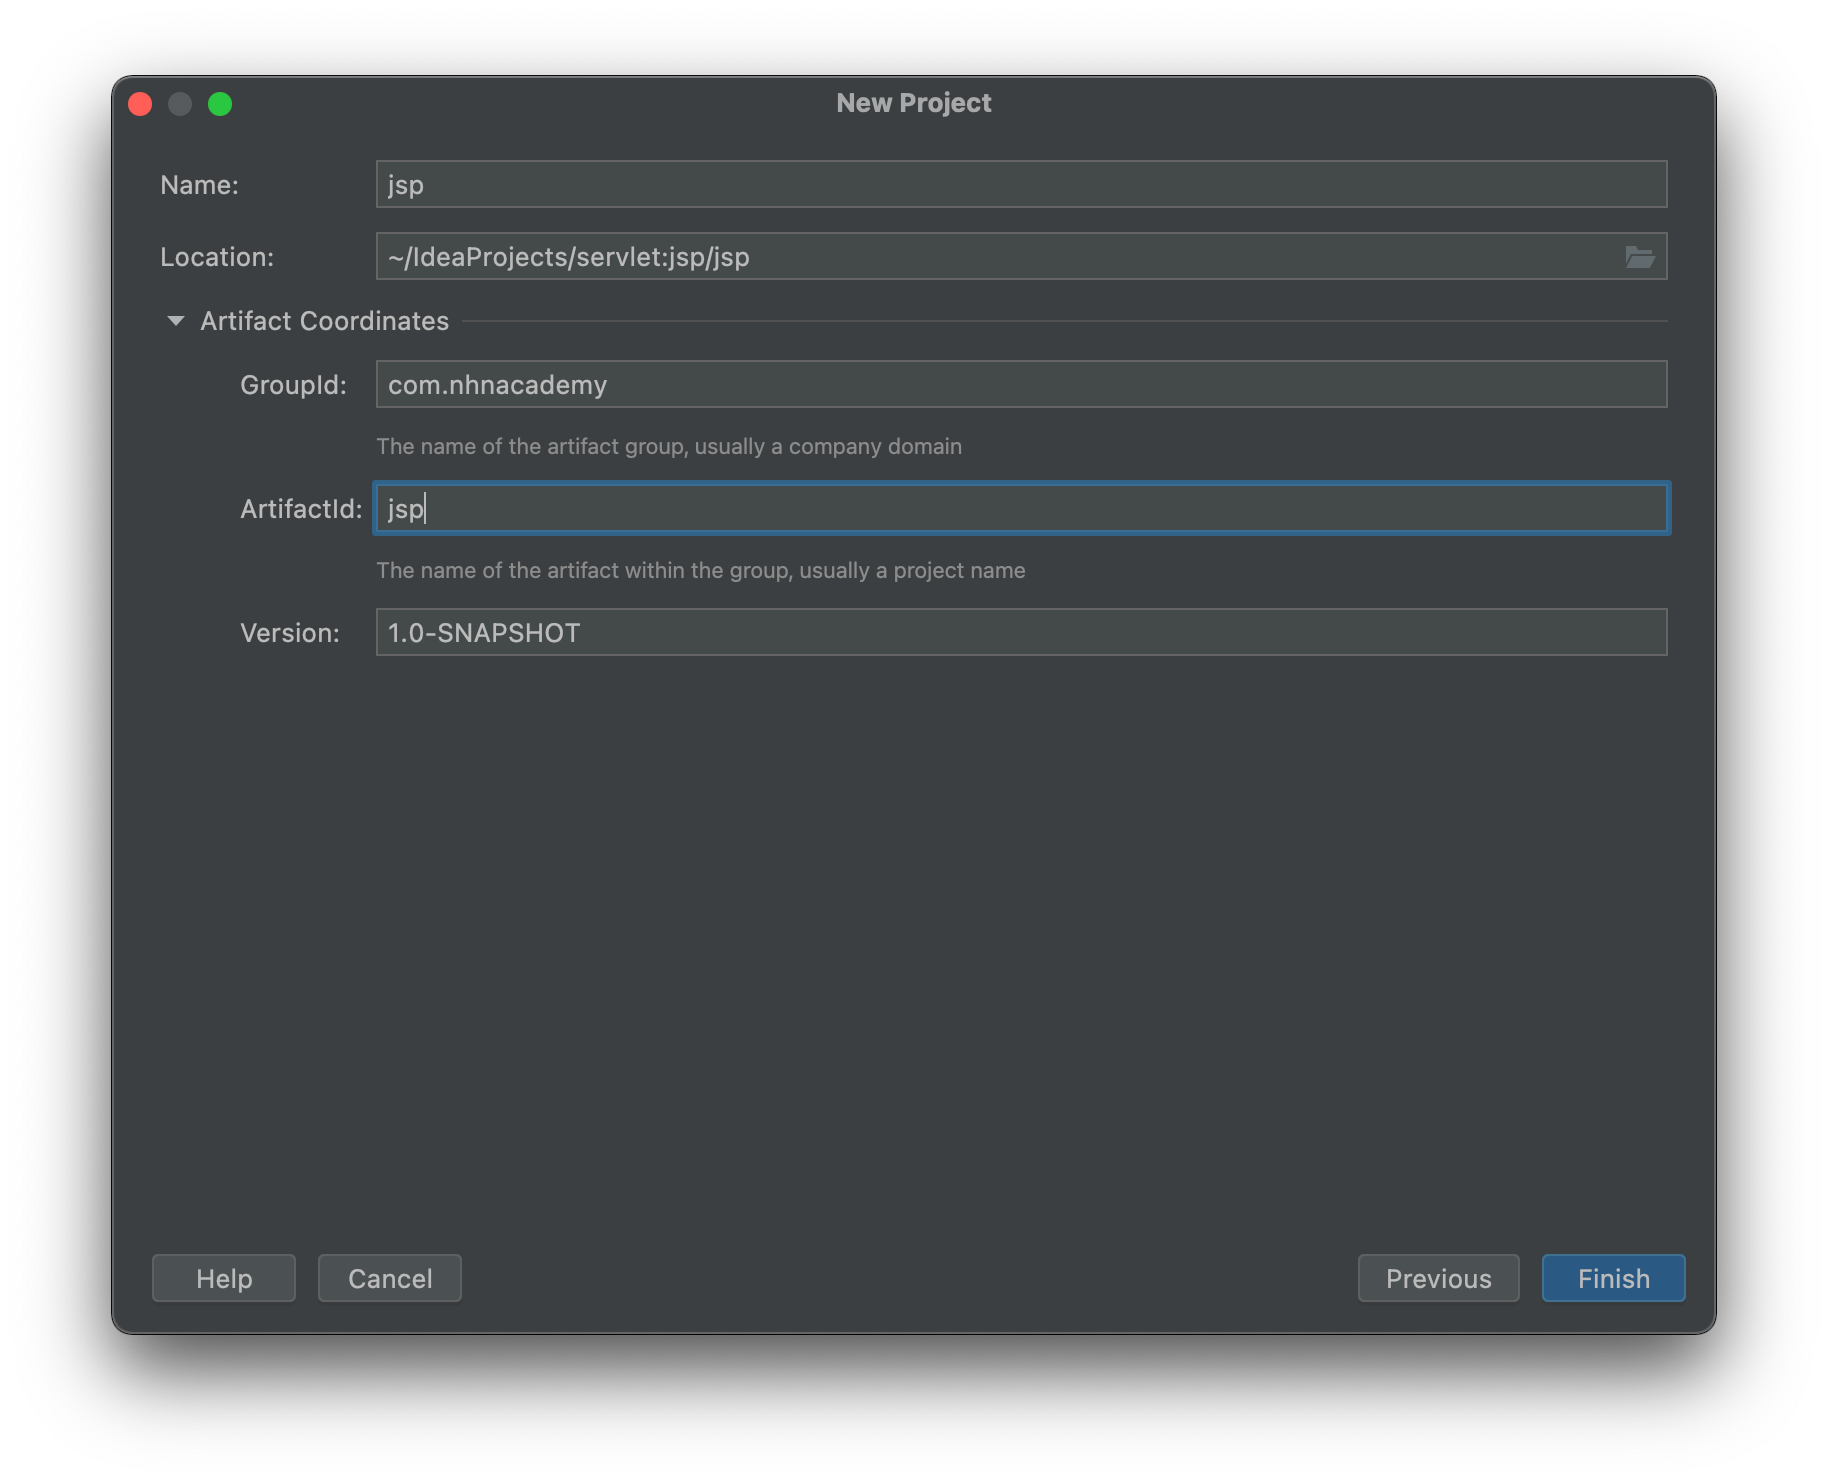 New Project
Name: jsp
Location: ~/IdeaProjects/servlet:jsp/jsp
Artifact Coordinates
GroupId: com.nhnacademy
The name of the artifact group, usually a company domain
ArtifactId: jsp
The name of the artifact within the group, usually a project name
Version: 1.0-SNAPSHOT
Help Cancel Previous Finish